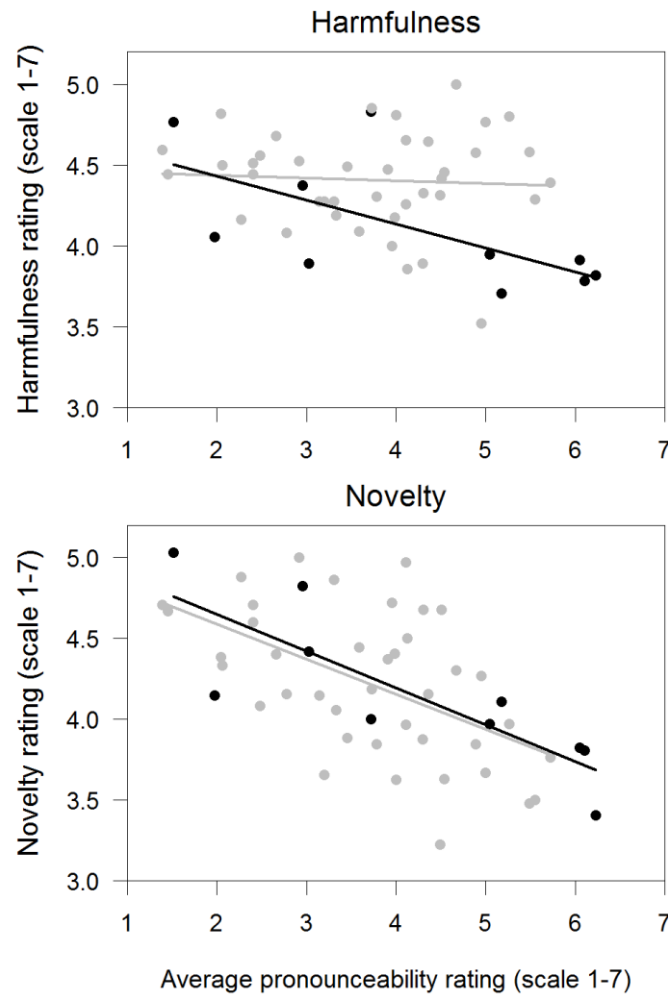 Harmfulness
Harmfulness rating (scale 1-7)
5.0
4.5
4.0
3.5
3.0
1 2 3 4 5 6 7
Novelty
Novelty rating (scale 1-7)
5.0
4.5
4.0
3.5
3.0
1 2 3 4 5 6 7
Average pronounceability rating (scale 1-7)